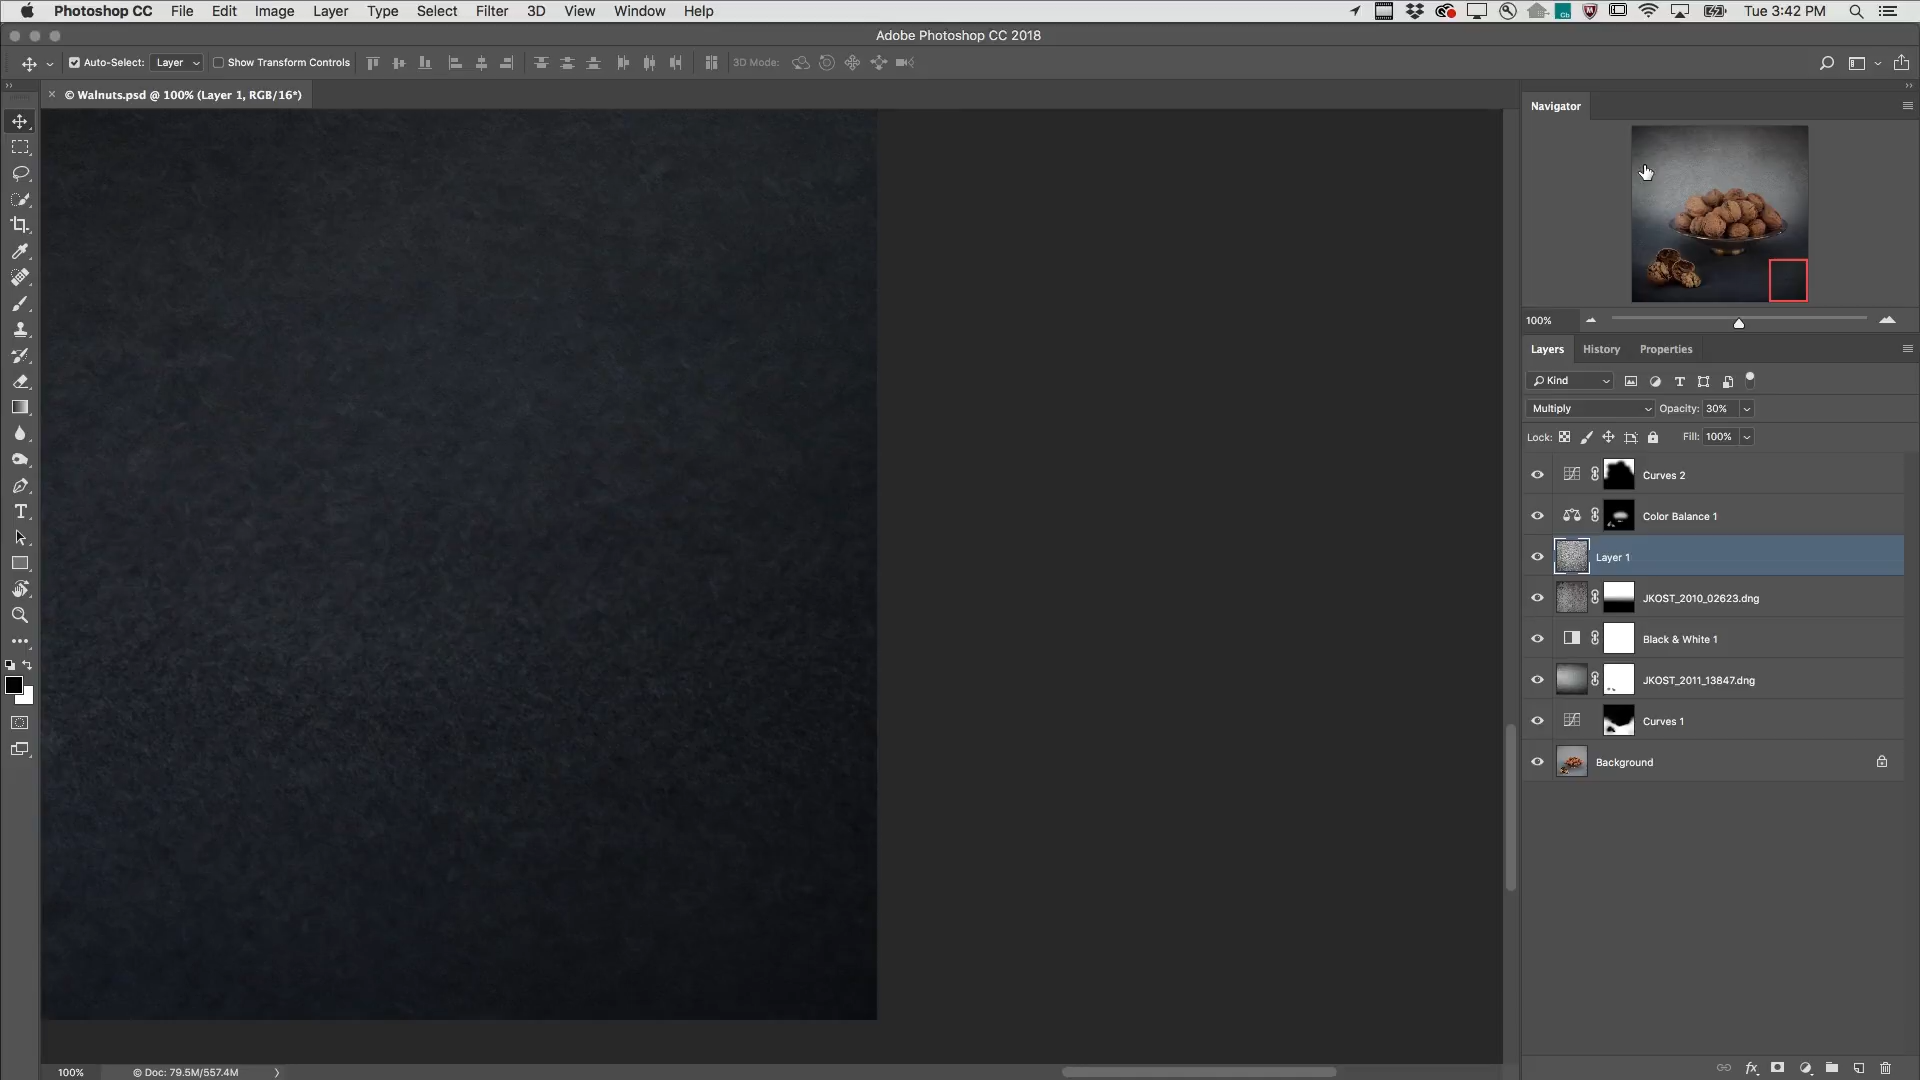 Photoshop CC File Edit Image Layer Type Select Filter 3D View Window Help Tue 3:42 PM
Adobe Photoshop CC 2018
Auto-Select: Layer Show Transform Controls 3D Mode:
© Walnuts.psd @ 100% (Layer 1, RGB/16*)
Navigator
100%
Layers History Properties
Kind
Multiply Opacity: 30%
Lock: Fill: 100%
Curves 2
Color Balance 1
Layer 1
JKOST_2010_02623.dng
Black & White 1
JKOST_2011_13847.dng
Curves 1
Background
100% © Doc: 79.5M/557.4M